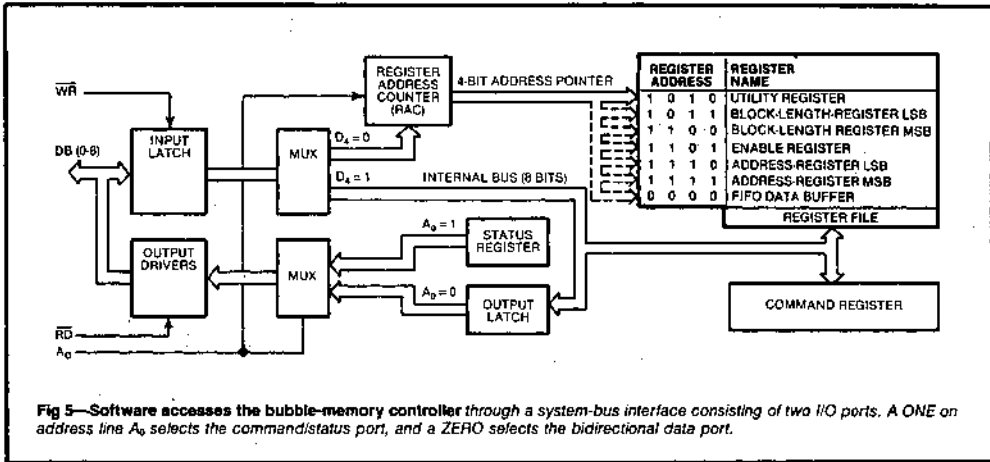 WR
INPUT
LATCH
DB (0-8)
MUX
D₄ = 0
D₄ = 1
REGISTER
ADDRESS
COUNTER
(RAC)
4-BIT ADDRESS POINTER
INTERNAL BUS (8 BITS)
REGISTER ADDRESS REGISTER NAME
1 0 1 0 UTILITY REGISTER
1 0 1 1 BLOCK-LENGTH-REGISTER LSB
1 1 0 0 BLOCK-LENGTH REGISTER MSB
1 1 0 1 ENABLE REGISTER
1 1 1 0 ADDRESS-REGISTER LSB
1 1 1 1 ADDRESS-REGISTER MSB
0 0 0 0 FIFO DATA BUFFER
REGISTER FILE
OUTPUT
DRIVERS
MUX
A₀ = 1
STATUS
REGISTER
A₀ = 0
OUTPUT
LATCH
COMMAND REGISTER
RD
A₀
Fig 5—Software accesses the bubble-memory controller through a system-bus interface consisting of two I/O ports. A ONE on
address line A₀ selects the command/status port, and a ZERO selects the bidirectional data port.